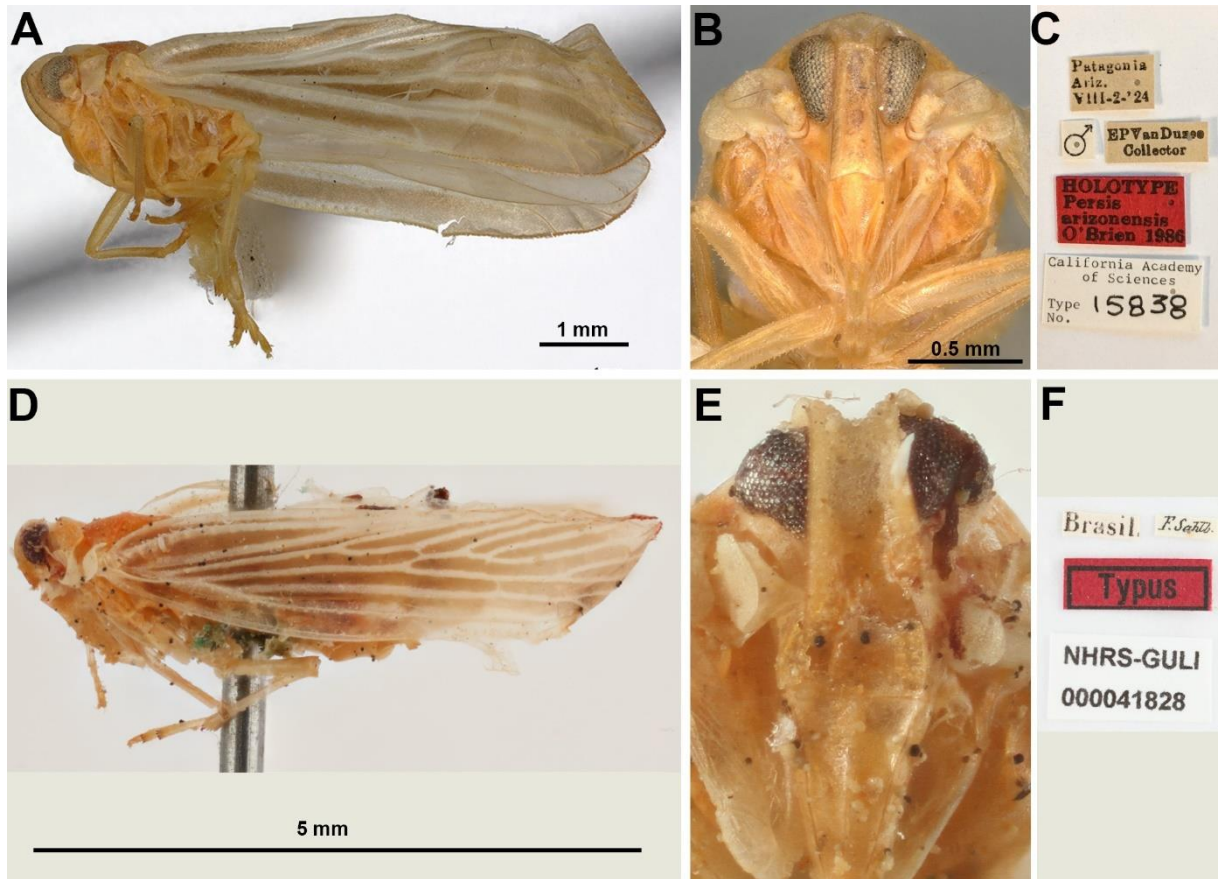 A
1 mm
B
0.5 mm
C
Patagonia
Ariz.
VIII-2-'24
EPVanDuzee
Collector
HOLOTYPE
Persis
arizonensis
O'Brien 1986
California Academy
of Sciences
Type
No. 15838
D
5 mm
E
F
Brasil.
F. Sahlb.
Typus
NHRS-GULI
000041828